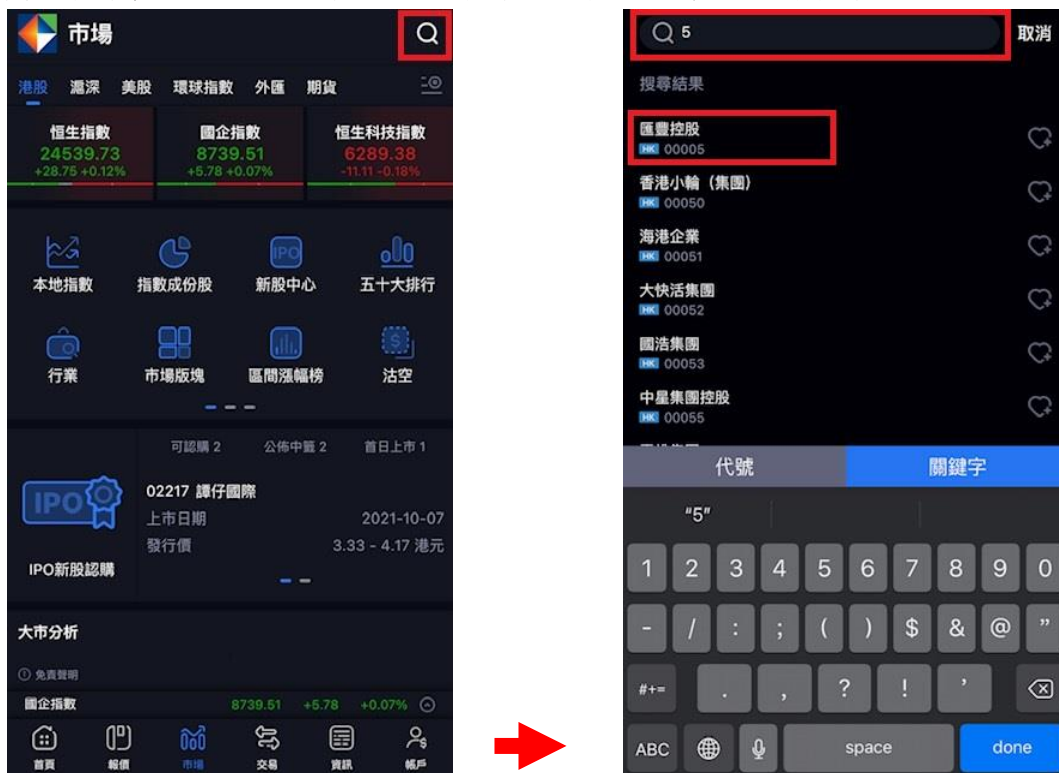 市場
港股 滬深 美股 環球指數 外匯 期貨
恒生指數 國企指數 恒生科技指數
24539.73 8739.51 6289.38
+28.75 +0.12% +5.78 +0.07% -11.11 -0.18%
IPO
本地指數 指數成份股 新股中心 五十大排行
$
行業 市場版塊 區間漲幅榜 沽空
可認購 2 公佈中籤 2 首日上市 1
02217 譚仔國際
IPO
上市日期 2021-10-07
發行價 3.33 - 4.17 港元
IPO新股認購
大市分析
免責聲明
國企指數 8739.51 +5.78 +0.07%
首頁 報價 市場 交易 資訊 帳戶
5 取消
搜尋結果
匯豐控股
HK 00005
香港小輪（集團）
HK 00050
海港企業
HK 00051
大快活集團
HK 00052
國浩集團
HK 00053
中星集團控股
HK 00055
代號 關鍵字
"5"
1 2 3 4 5 6 7 8 9 0
- / : ; ( ) $ & @ ”
#+= . , ? ! ’
ABC space done